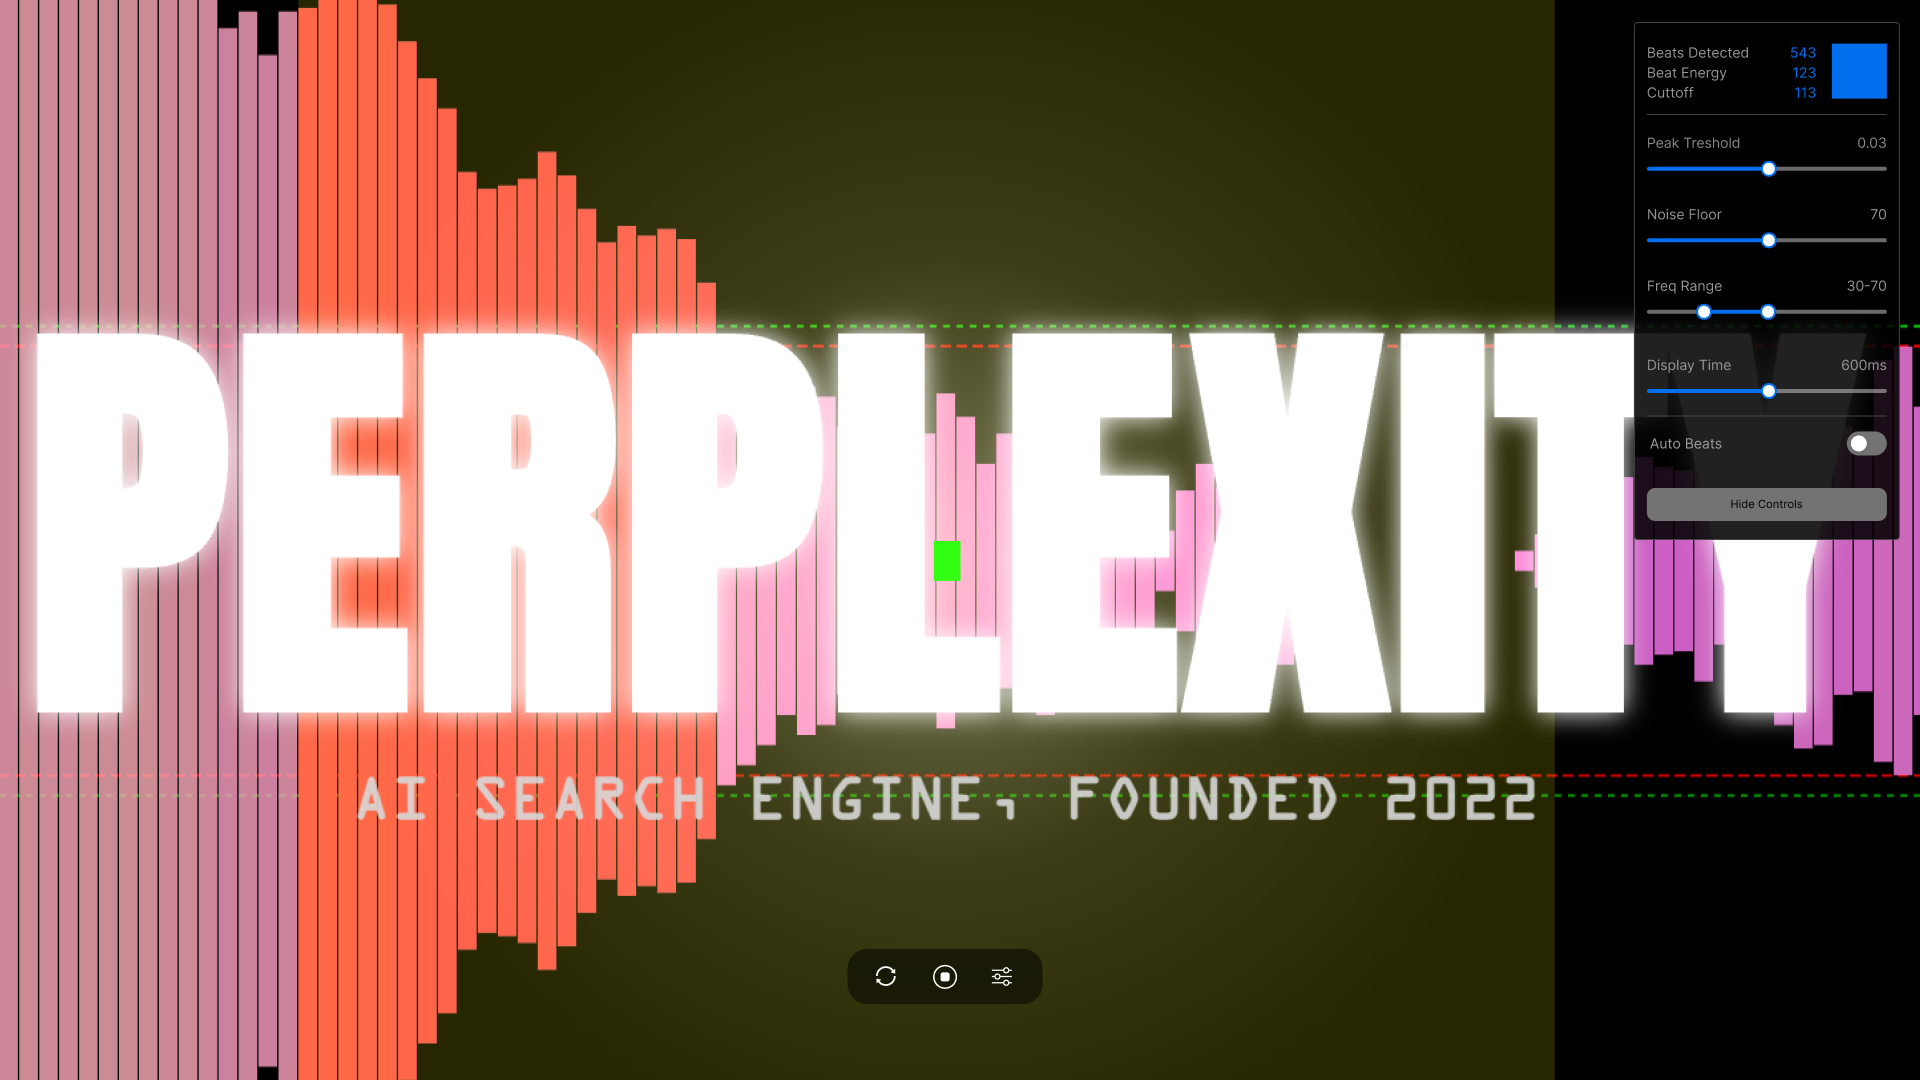 PERPLEXITY
AI SEARCH ENGINE, FOUNDED 2022
Beats Detected 543
Beat Energy 123
Cuttoff 113
Peak Treshold 0.03
Noise Floor 70
Freq Range 30-70
Display Time 600ms
Auto Beats
Hide Controls